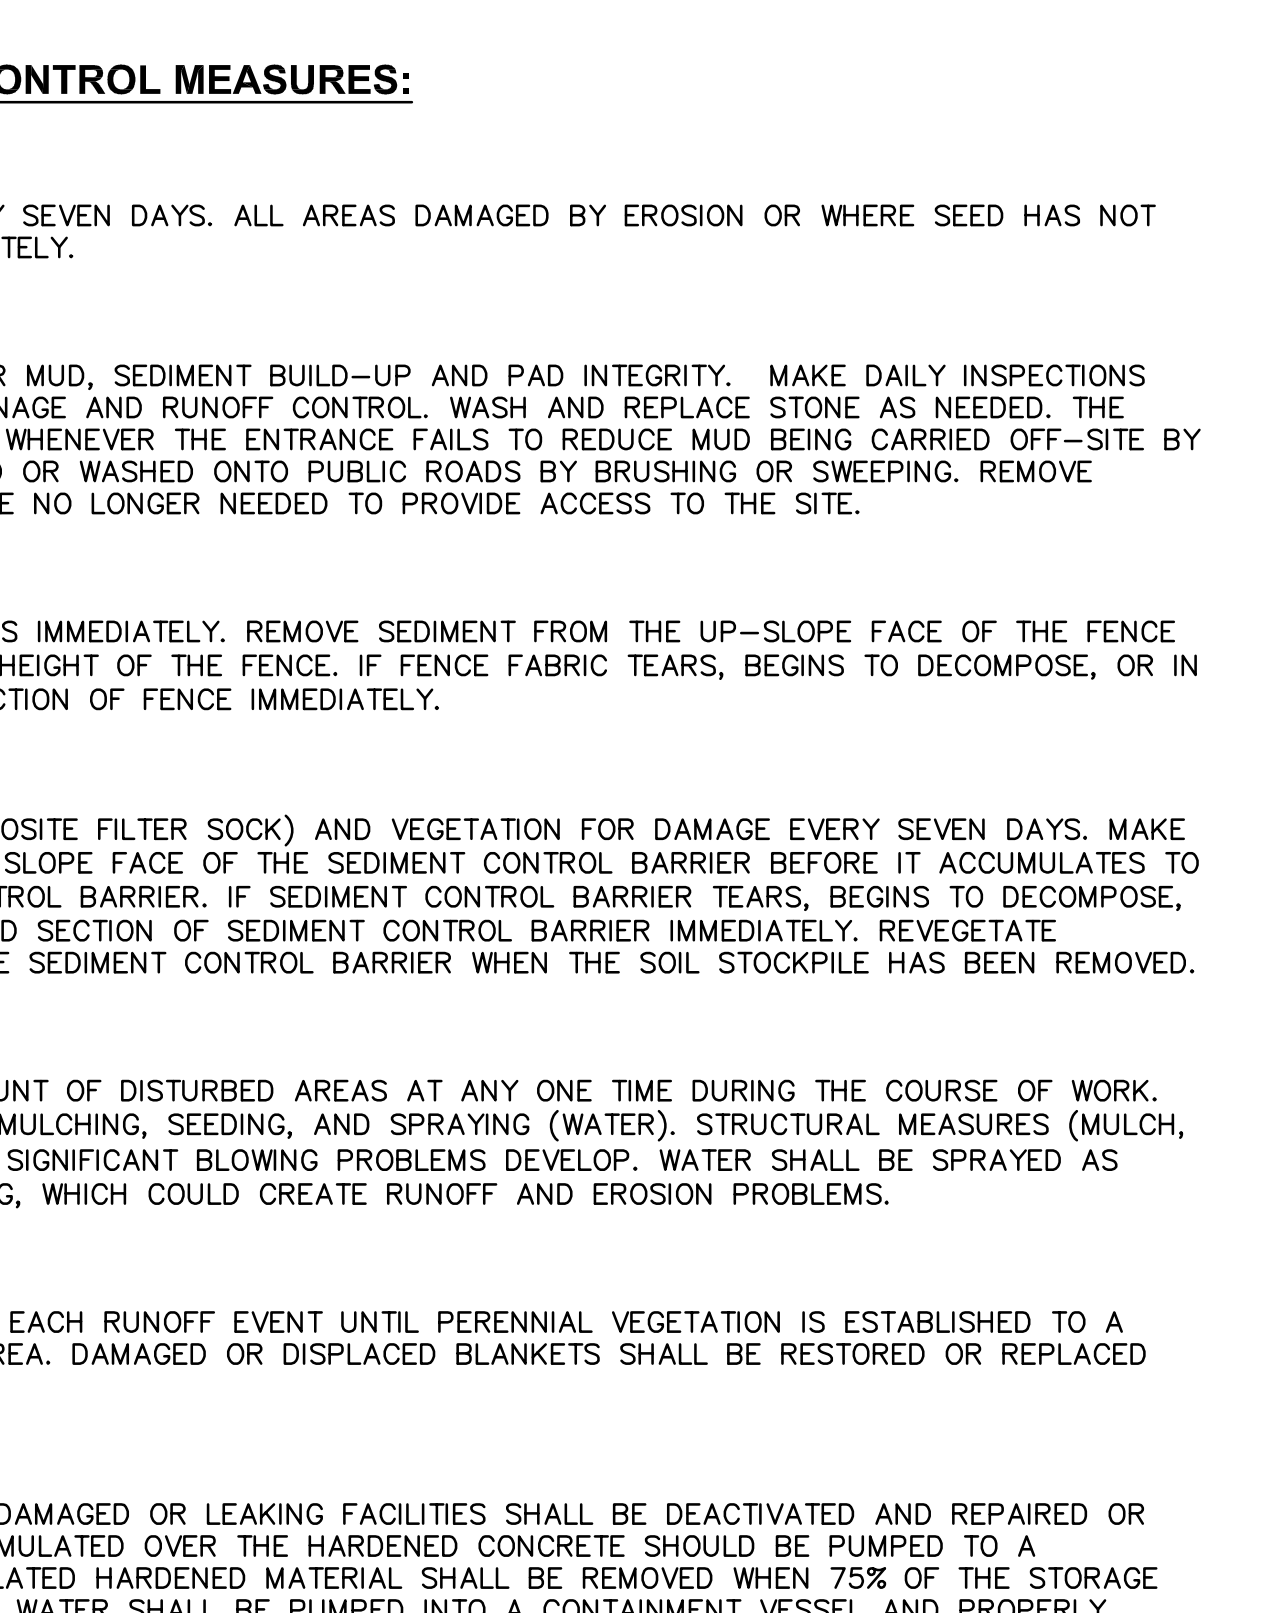 ONTROL MEASURES:
SEVEN DAYS. ALL AREAS DAMAGED BY EROSION OR WHERE SEED HAS NOT
TELY.
MUD, SEDIMENT BUILD-UP AND PAD INTEGRITY. MAKE DAILY INSPECTIONS
NAGE AND RUNOFF CONTROL. WASH AND REPLACE STONE AS NEEDED. THE
WHENEVER THE ENTRANCE FAILS TO REDUCE MUD BEING CARRIED OFF-SITE BY
OR WASHED ONTO PUBLIC ROADS BY BRUSHING OR SWEEPING. REMOVE
E NO LONGER NEEDED TO PROVIDE ACCESS TO THE SITE.
S IMMEDIATELY. REMOVE SEDIMENT FROM THE UP-SLOPE FACE OF THE FENCE
HEIGHT OF THE FENCE. IF FENCE FABRIC TEARS, BEGINS TO DECOMPOSE, OR IN
CTION OF FENCE IMMEDIATELY.
OSITE FILTER SOCK) AND VEGETATION FOR DAMAGE EVERY SEVEN DAYS. MAKE
SLOPE FACE OF THE SEDIMENT CONTROL BARRIER BEFORE IT ACCUMULATES TO
TROL BARRIER. IF SEDIMENT CONTROL BARRIER TEARS, BEGINS TO DECOMPOSE,
D SECTION OF SEDIMENT CONTROL BARRIER IMMEDIATELY. REVEGETATE
E SEDIMENT CONTROL BARRIER WHEN THE SOIL STOCKPILE HAS BEEN REMOVED.
UNT OF DISTURBED AREAS AT ANY ONE TIME DURING THE COURSE OF WORK.
MULCHING, SEEDING, AND SPRAYING (WATER). STRUCTURAL MEASURES (MULCH,
SIGNIFICANT BLOWING PROBLEMS DEVELOP. WATER SHALL BE SPRAYED AS
G, WHICH COULD CREATE RUNOFF AND EROSION PROBLEMS.
EACH RUNOFF EVENT UNTIL PERENNIAL VEGETATION IS ESTABLISHED TO A
REA. DAMAGED OR DISPLACED BLANKETS SHALL BE RESTORED OR REPLACED
DAMAGED OR LEAKING FACILITIES SHALL BE DEACTIVATED AND REPAIRED OR
MULATED OVER THE HARDENED CONCRETE SHOULD BE PUMPED TO A
LATED HARDENED MATERIAL SHALL BE REMOVED WHEN 75% OF THE STORAGE
WATER SHALL BE PUMPED INTO A CONTAINMENT VESSEL AND PROPERLY